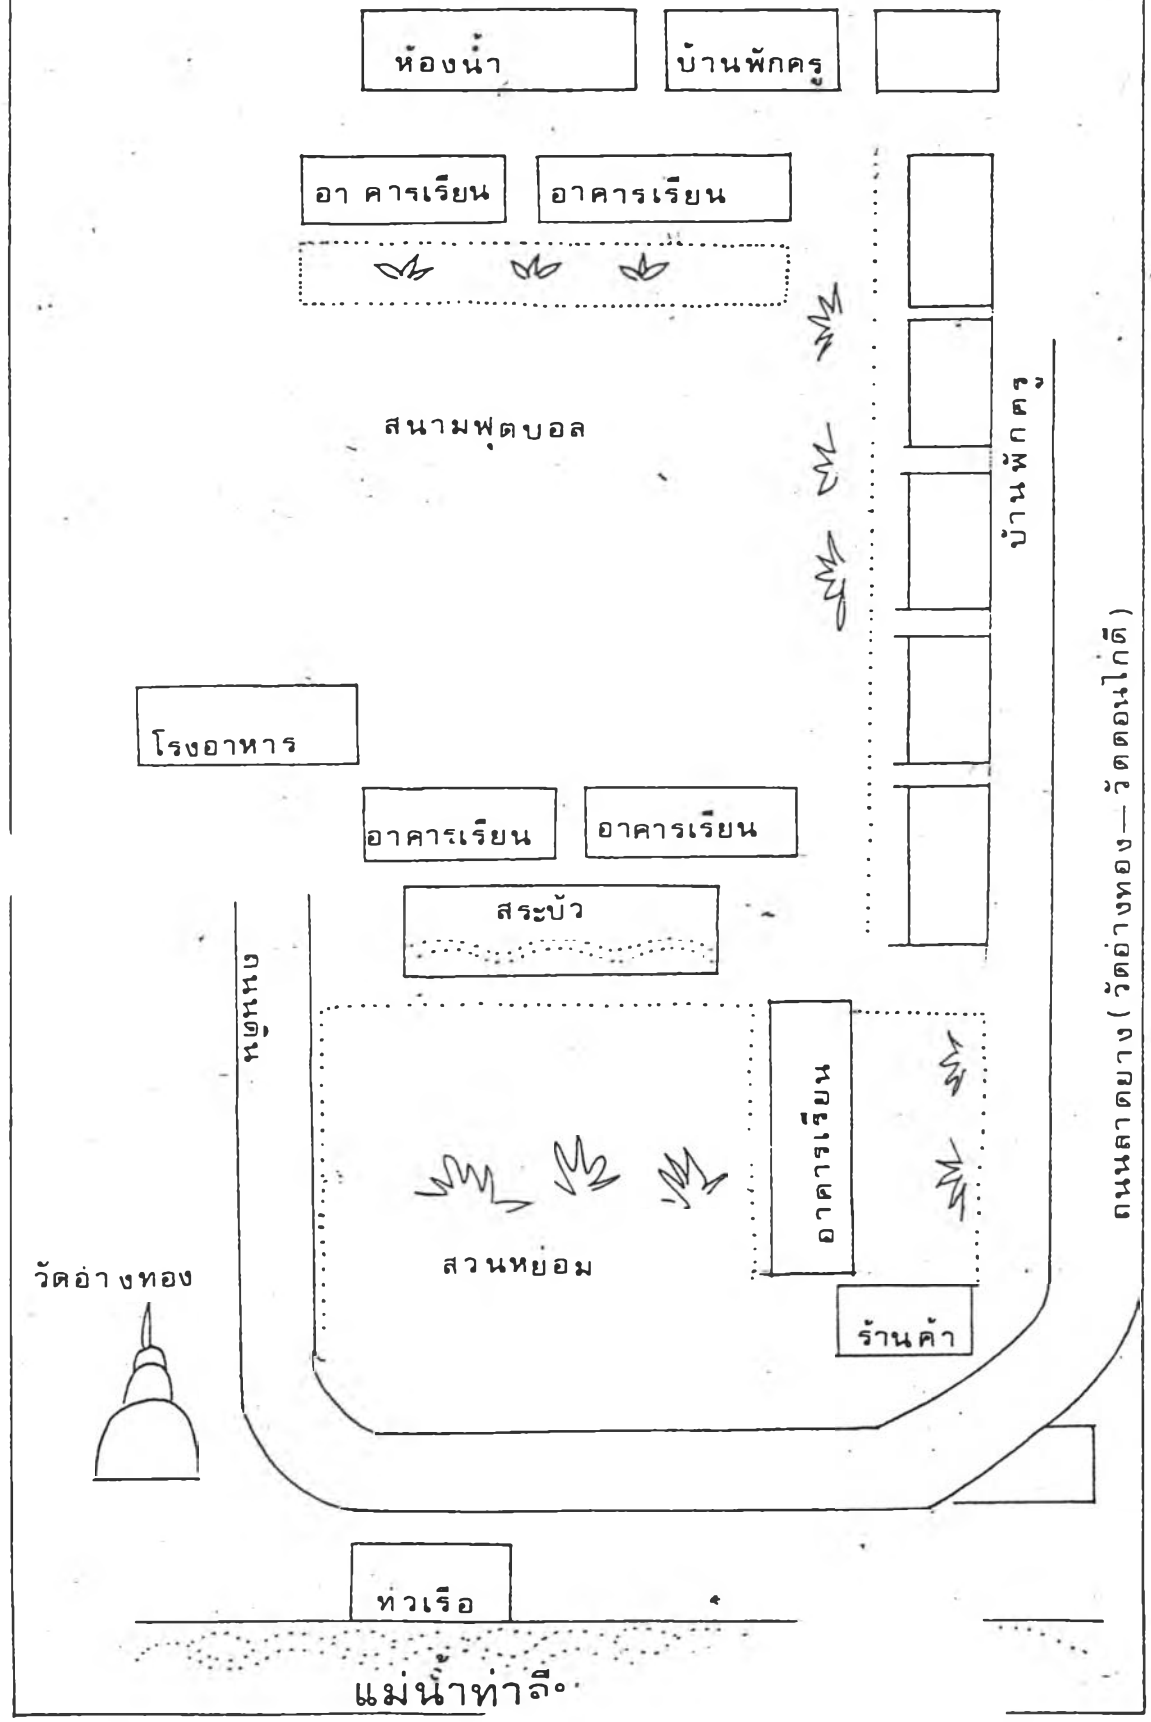 ห้องน้ำ
บ้านพักครู
อาคารเรียน
อาคารเรียน
สนามฟุตบอล
บ้านพักครู
โรงอาหาร
อาคารเรียน
อาคารเรียน
สระบัว
ถนนลาดยาง (วัดอ่างทอง — วัดดอนไก่ดี)
อาคารเรียน
สวนหย่อม
วัดอ่างทอง
ร้านค้า
ท่าเรือ
แม่น้ำท่าจีน